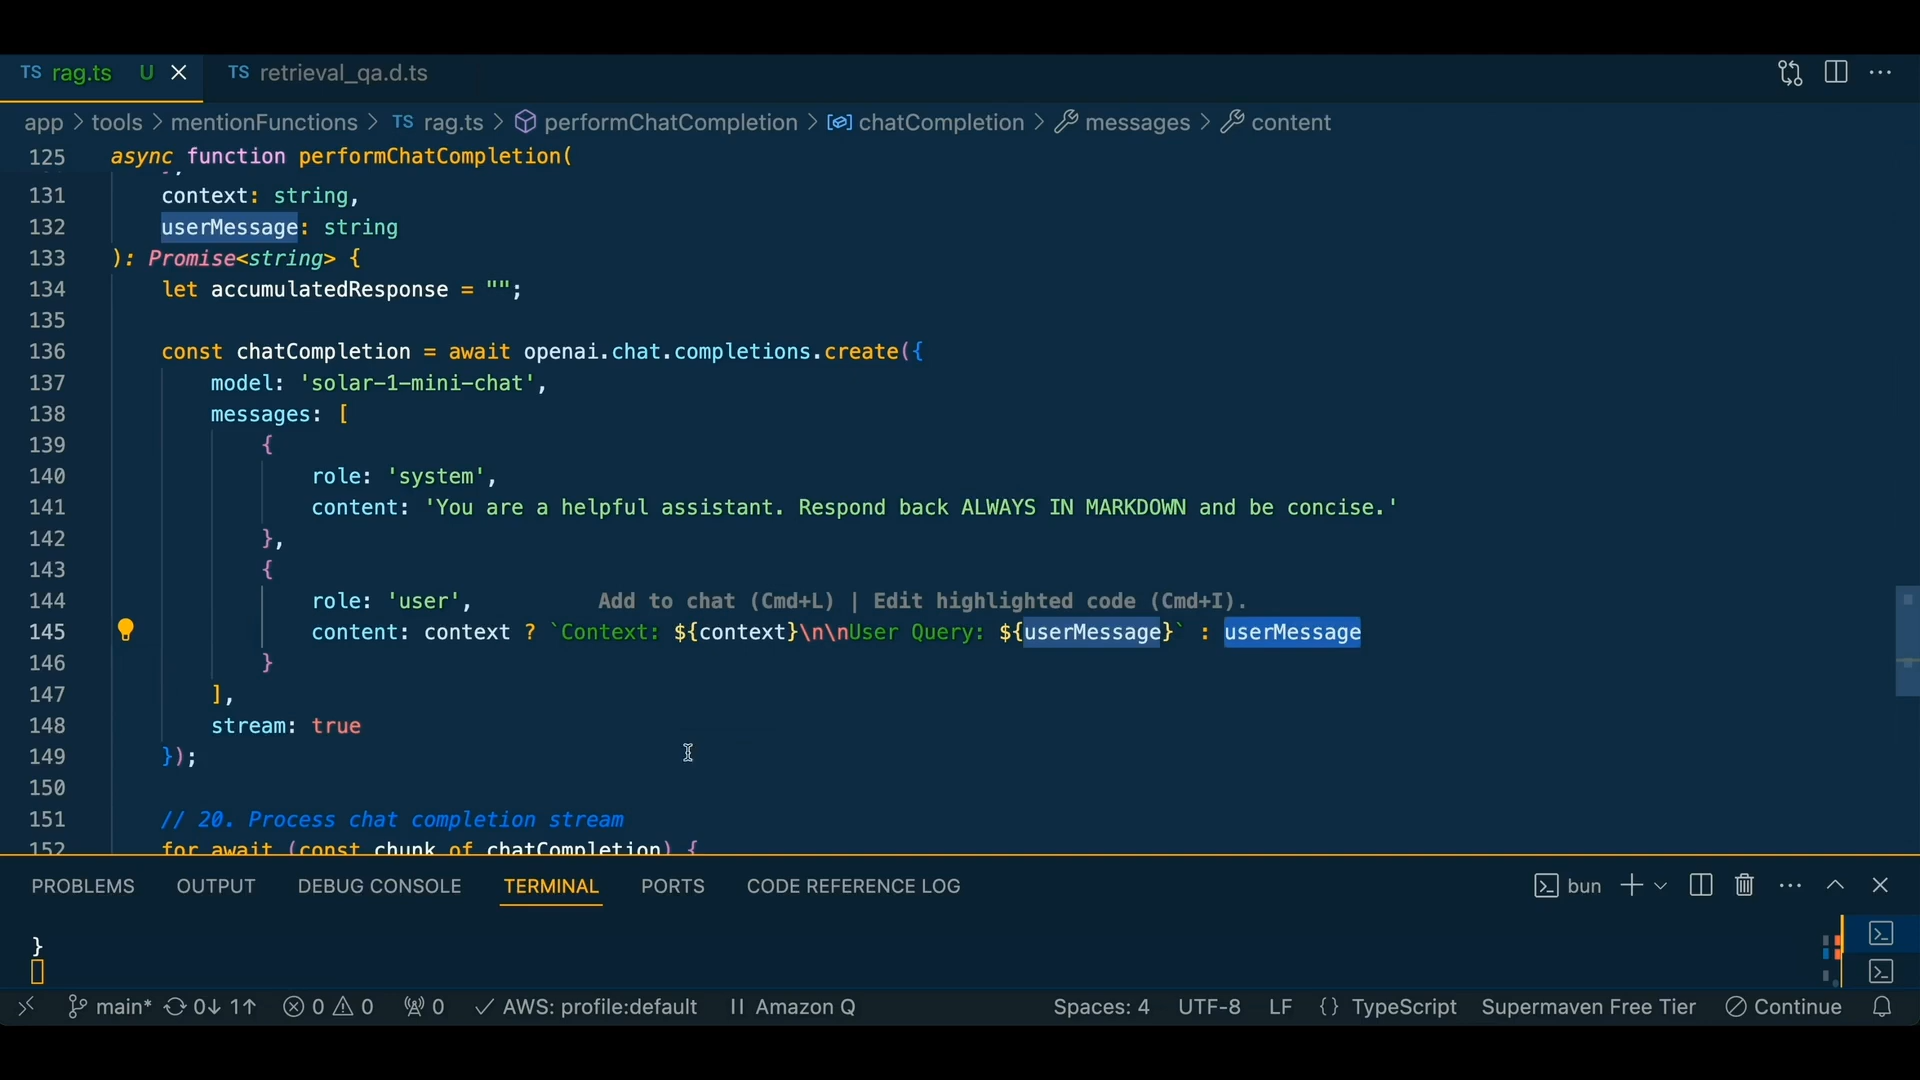 TS rag.ts U TS retrieval_qa.d.ts
app > tools > mentionFunctions > TS rag.ts > performChatCompletion > chatCompletion > messages > content
125 async function performChatCompletion(
131 context: string,
132 userMessage: string
133 ): Promise<string> {
134 let accumulatedResponse = "";
135
136 const chatCompletion = await openai.chat.completions.create({
137 model: 'solar-1-mini-chat',
138 messages: [
139 {
140 role: 'system',
141 content: 'You are a helpful assistant. Respond back ALWAYS IN MARKDOWN and be concise.'
142 },
143 {
144 role: 'user', Add to chat (Cmd+L) | Edit highlighted code (Cmd+I).
145 content: context ? `Context: ${context}\n\nUser Query: ${userMessage}` : userMessage
146 }
147 ],
148 stream: true
149 });
150
151 // 20. Process chat completion stream
152 for await (const chunk of chatCompletion) {
PROBLEMS OUTPUT DEBUG CONSOLE TERMINAL PORTS CODE REFERENCE LOG bun
}
main* 0↓ 1↑ 0 0 0 AWS: profile:default Amazon Q Spaces: 4 UTF-8 LF {} TypeScript Supermaven Free Tier Continue